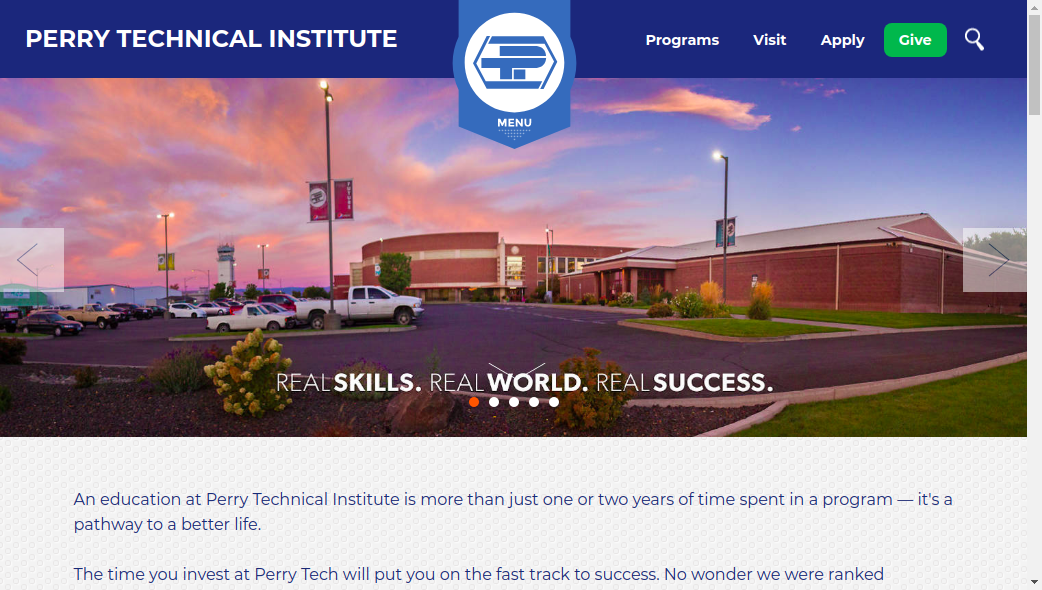 PERRY TECHNICAL INSTITUTE
MENU
Programs
Visit
Apply
Give
REAL SKILLS. REAL WORLD. REAL SUCCESS.
An education at Perry Technical Institute is more than just one or two years of time spent in a program — it's a
pathway to a better life.
The time you invest at Perry Tech will put you on the fast track to success. No wonder we were ranked